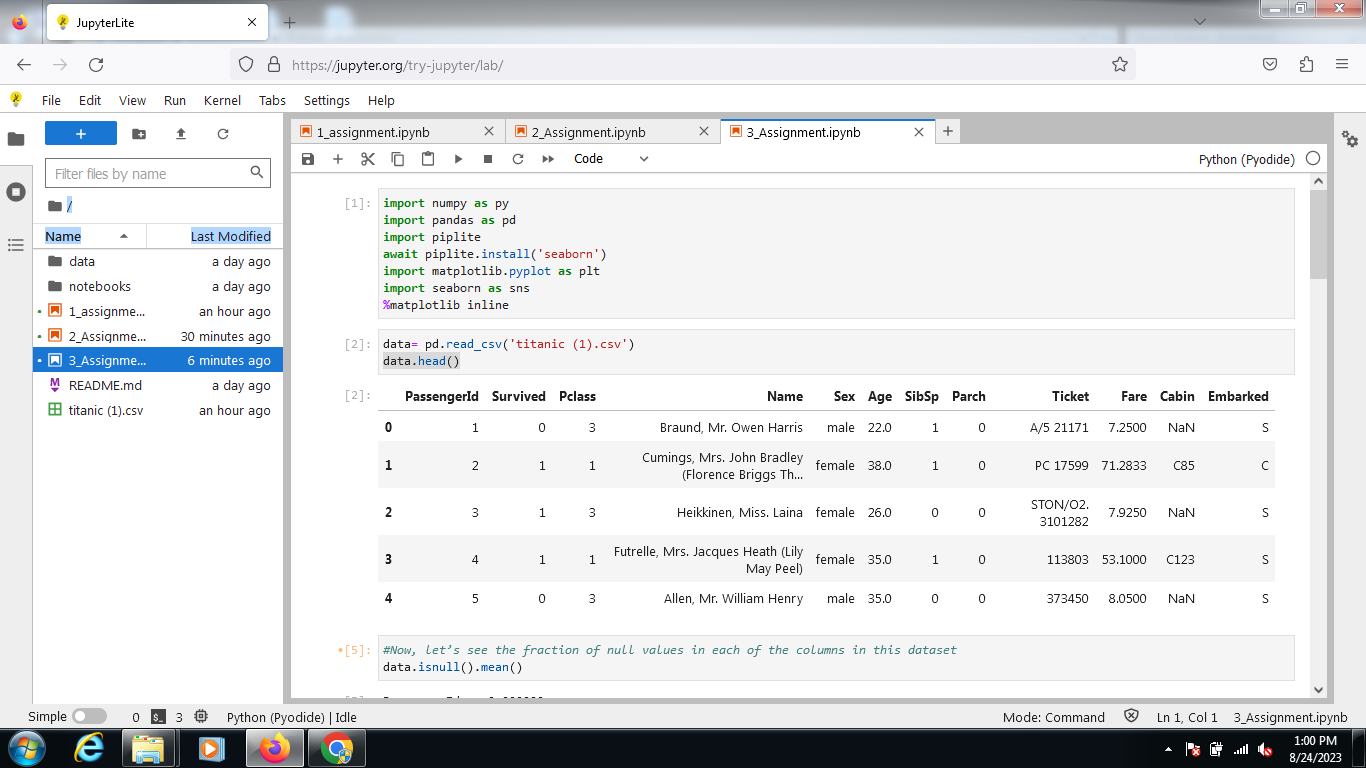 JupyterLite
https://jupyter.org/try-jupyter/lab/
File Edit View Run Kernel Tabs Settings Help
1_assignment.ipynb
2_Assignment.ipynb
3_Assignment.ipynb
Code
Python (Pyodide)
Filter files by name
/
Name Last Modified
data a day ago
notebooks a day ago
1_assignme... an hour ago
2_Assignme... 30 minutes ago
3_Assignme... 6 minutes ago
README.md a day ago
titanic (1).csv an hour ago
[1]:
import numpy as py
import pandas as pd
import piplite
await piplite.install('seaborn')
import matplotlib.pyplot as plt
import seaborn as sns
%matplotlib inline
[2]:
data= pd.read_csv('titanic (1).csv')
data.head()
[2]:
PassengerId Survived Pclass Name Sex Age SibSp Parch Ticket Fare Cabin Embarked
0 1 0 3 Braund, Mr. Owen Harris male 22.0 1 0 A/5 21171 7.2500 NaN S
1 2 1 1 Cumings, Mrs. John Bradley (Florence Briggs Th... female 38.0 1 0 PC 17599 71.2833 C85 C
2 3 1 3 Heikkinen, Miss. Laina female 26.0 0 0 STON/O2. 3101282 7.9250 NaN S
3 4 1 1 Futrelle, Mrs. Jacques Heath (Lily May Peel) female 35.0 1 0 113803 53.1000 C123 S
4 5 0 3 Allen, Mr. William Henry male 35.0 0 0 373450 8.0500 NaN S
•[5]:
#Now, let’s see the fraction of null values in each of the columns in this dataset
data.isnull().mean()
Simple 0 3 Python (Pyodide) | Idle Mode: Command Ln 1, Col 1 3_Assignment.ipynb
1:00 PM
8/24/2023